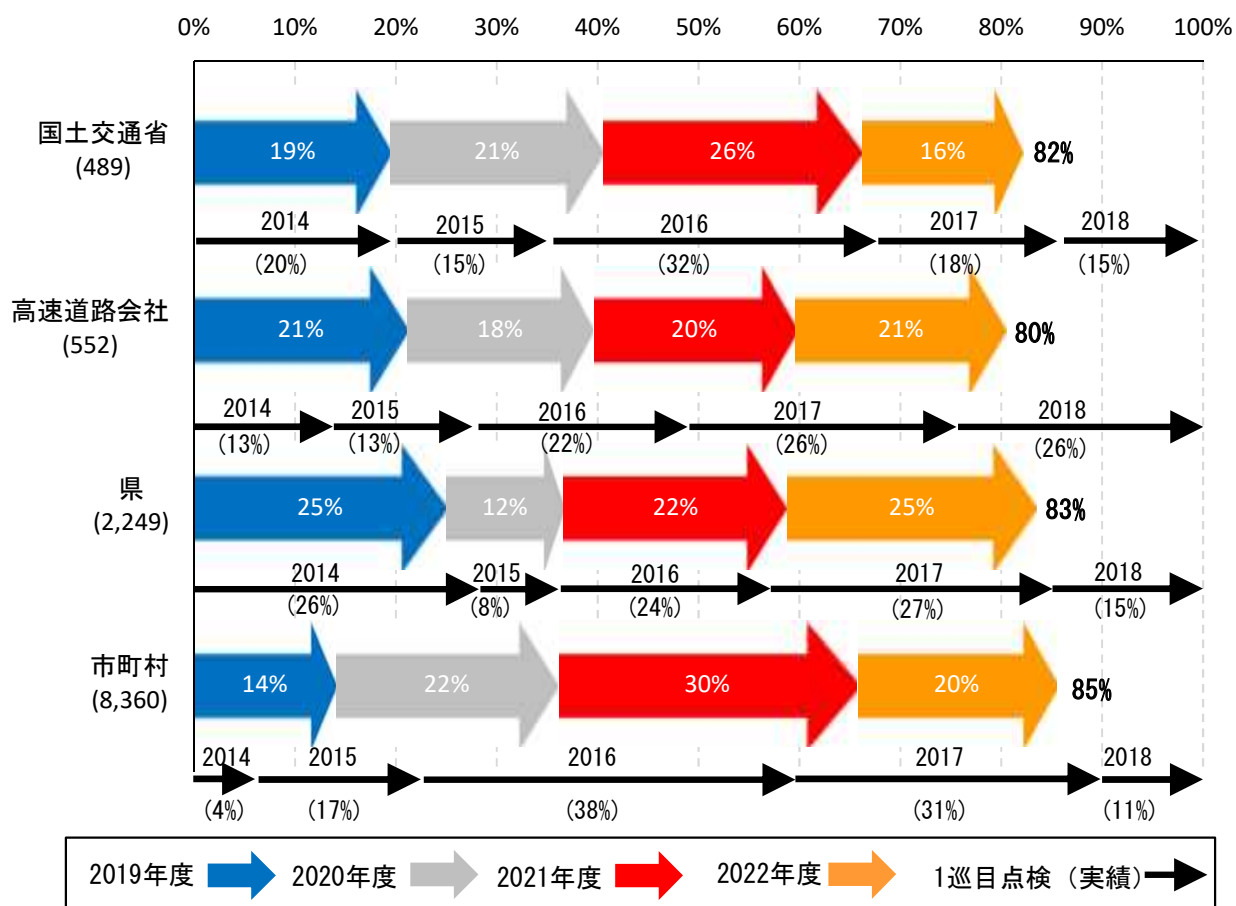 0% 10% 20% 30% 40% 50% 60% 70% 80% 90% 100%
国土交通省
(489)
19% 21% 26% 16% 82%
2014 2015 2016 2017 2018
(20%) (15%) (32%) (18%) (15%)
高速道路会社
(552)
21% 18% 20% 21% 80%
2014 2015 2016 2017 2018
(13%) (13%) (22%) (26%) (26%)
県
(2,249)
25% 12% 22% 25% 83%
2014 2015 2016 2017 2018
(26%) (8%) (24%) (27%) (15%)
市町村
(8,360)
14% 22% 30% 20% 85%
2014 2015 2016 2017 2018
(4%) (17%) (38%) (31%) (11%)
2019年度 2020年度 2021年度 2022年度 1巡目点検（実績）